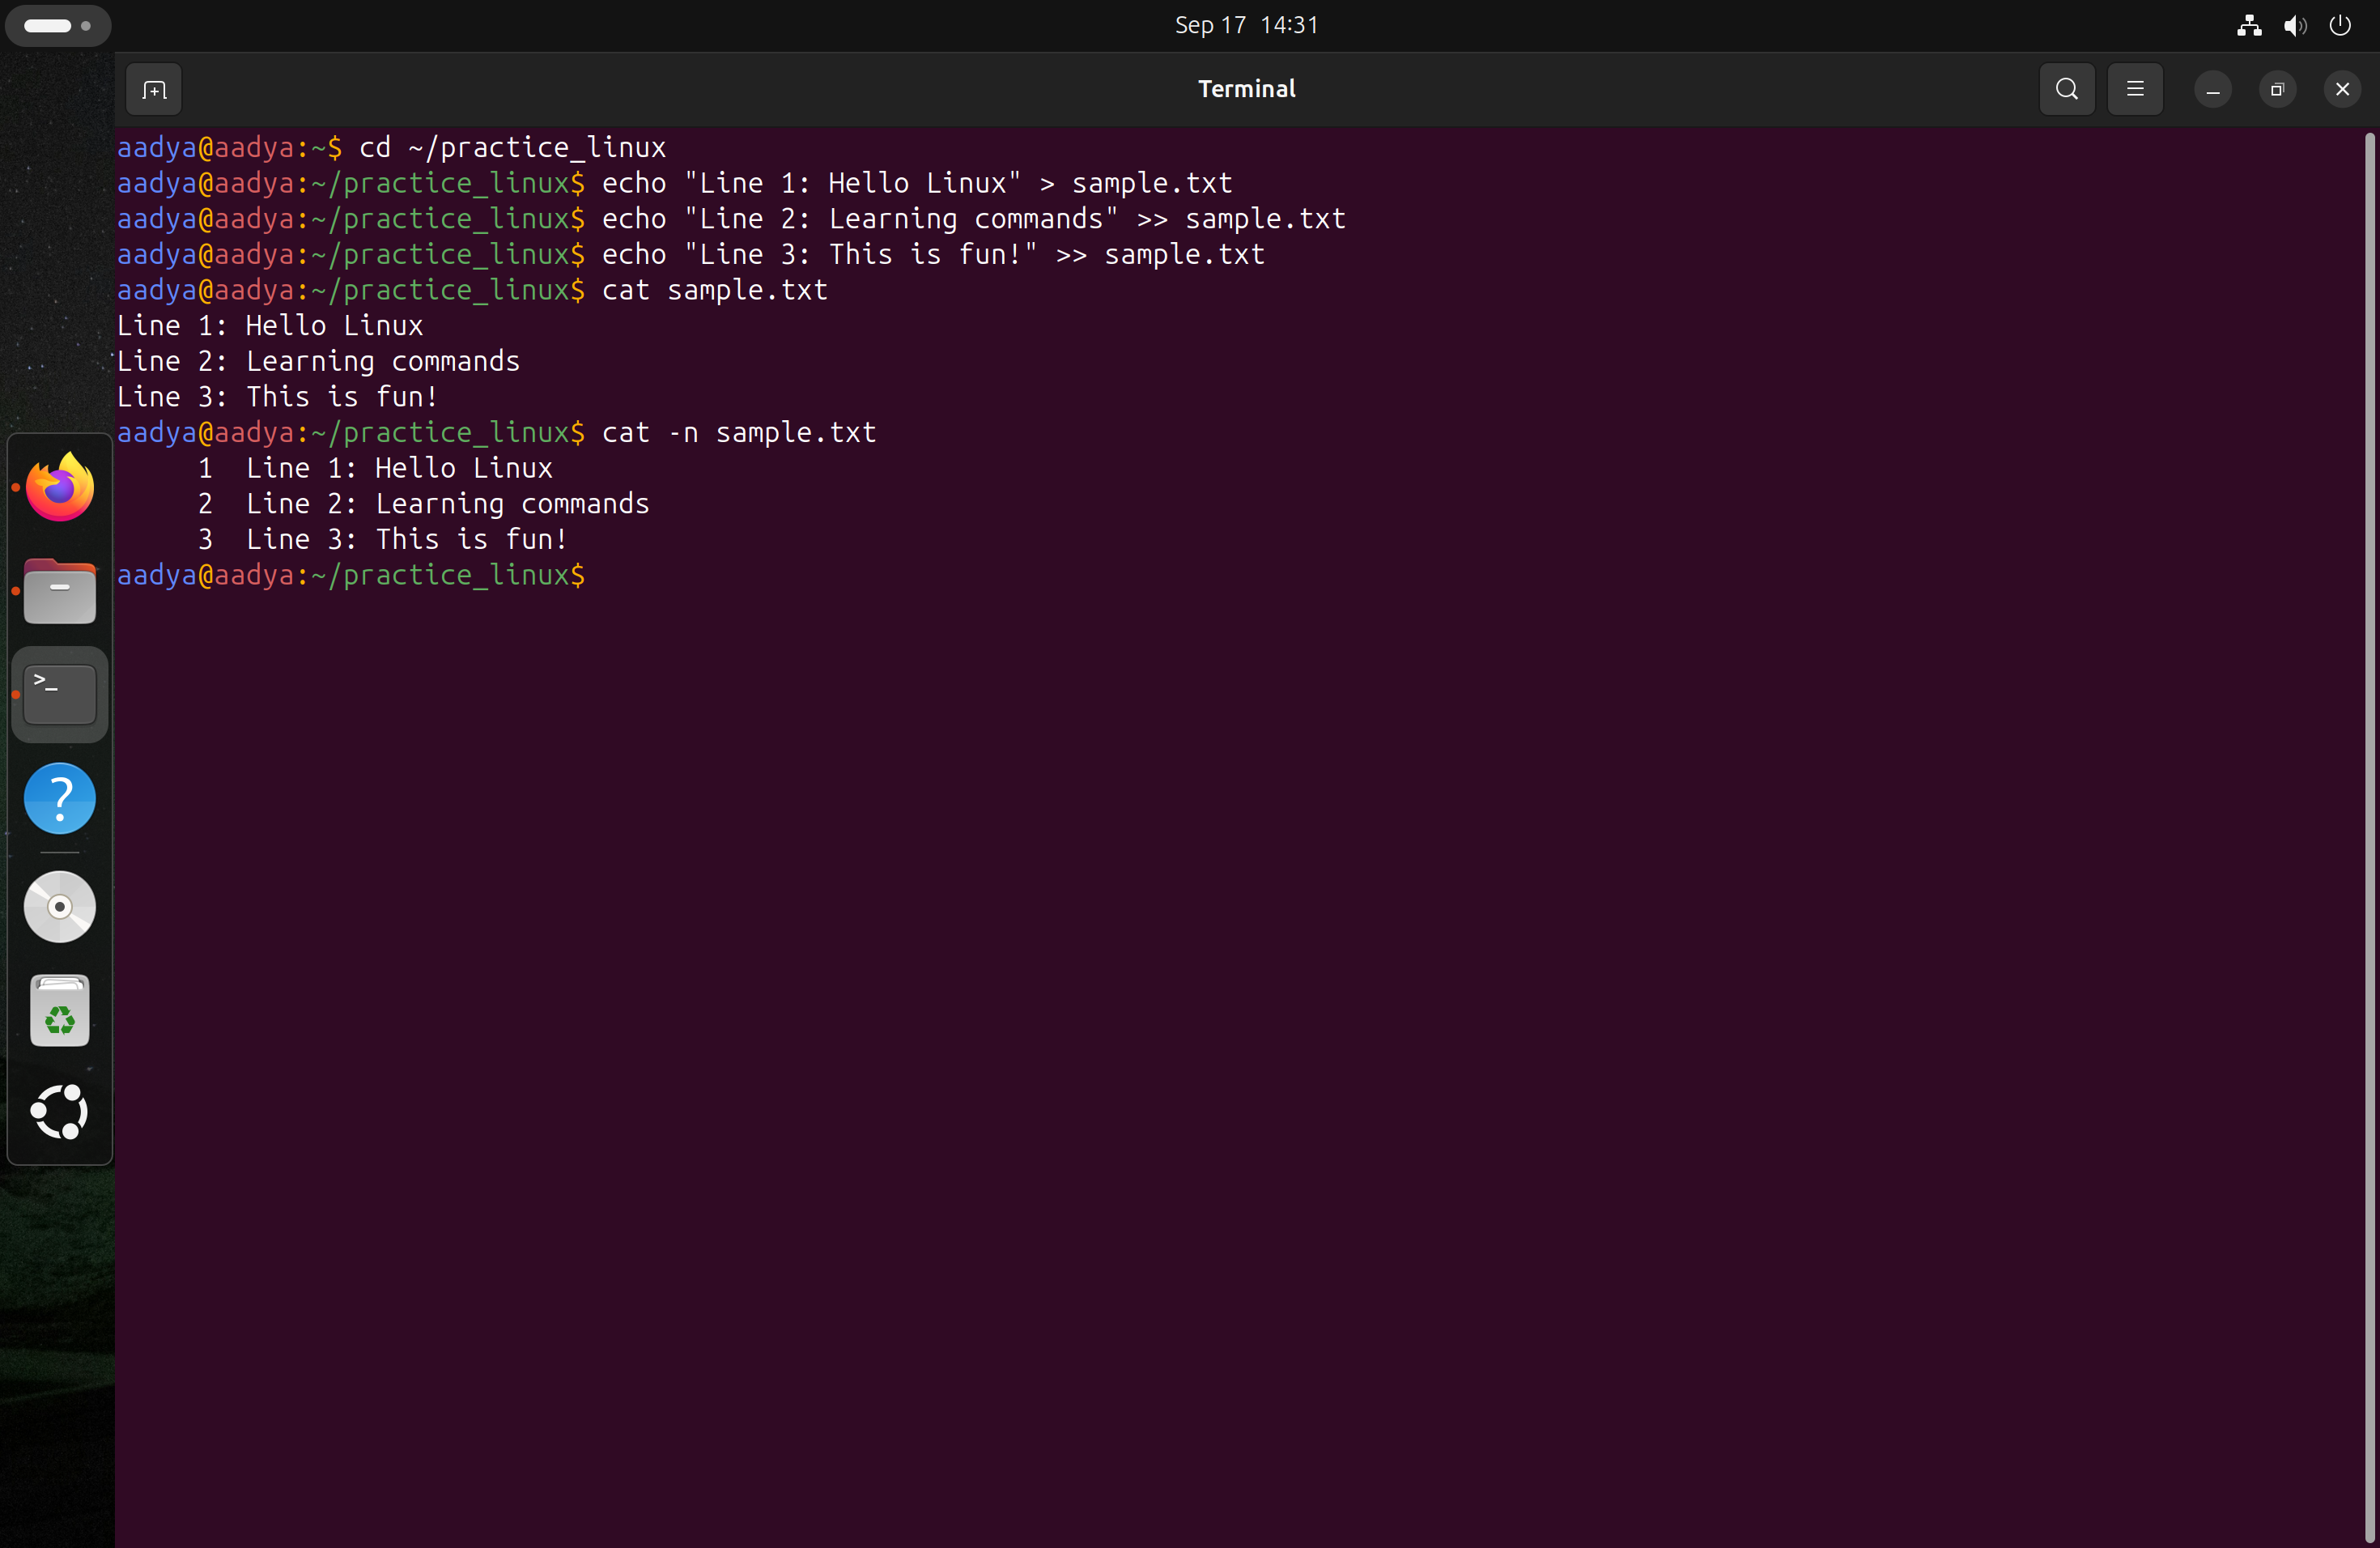 Sep 17 14:31
Terminal
aadya@aadya:~$ cd ~/practice_linux
aadya@aadya:~/practice_linux$ echo "Line 1: Hello Linux" > sample.txt
aadya@aadya:~/practice_linux$ echo "Line 2: Learning commands" >> sample.txt
aadya@aadya:~/practice_linux$ echo "Line 3: This is fun!" >> sample.txt
aadya@aadya:~/practice_linux$ cat sample.txt
Line 1: Hello Linux
Line 2: Learning commands
Line 3: This is fun!
aadya@aadya:~/practice_linux$ cat -n sample.txt
     1  Line 1: Hello Linux
     2  Line 2: Learning commands
     3  Line 3: This is fun!
aadya@aadya:~/practice_linux$
>_
?